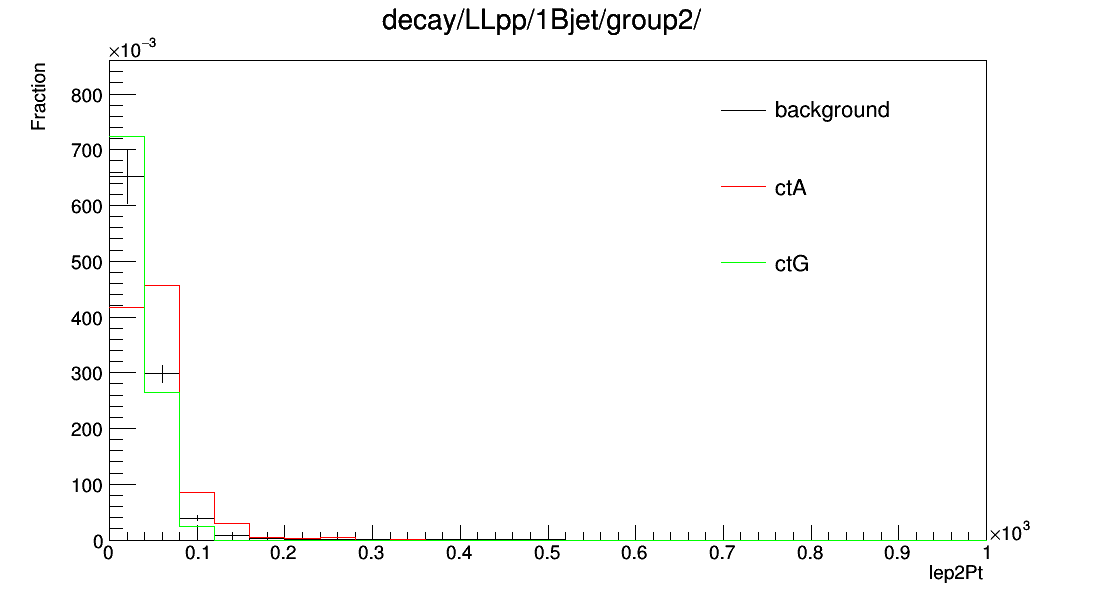 decay/LLpp/1Bjet/group2/
×10⁻³
Fraction
800
700
600
500
400
300
200
100
0
background
ctA
ctG
0 0.1 0.2 0.3 0.4 0.5 0.6 0.7 0.8 0.9 1
×10³
lep2Pt